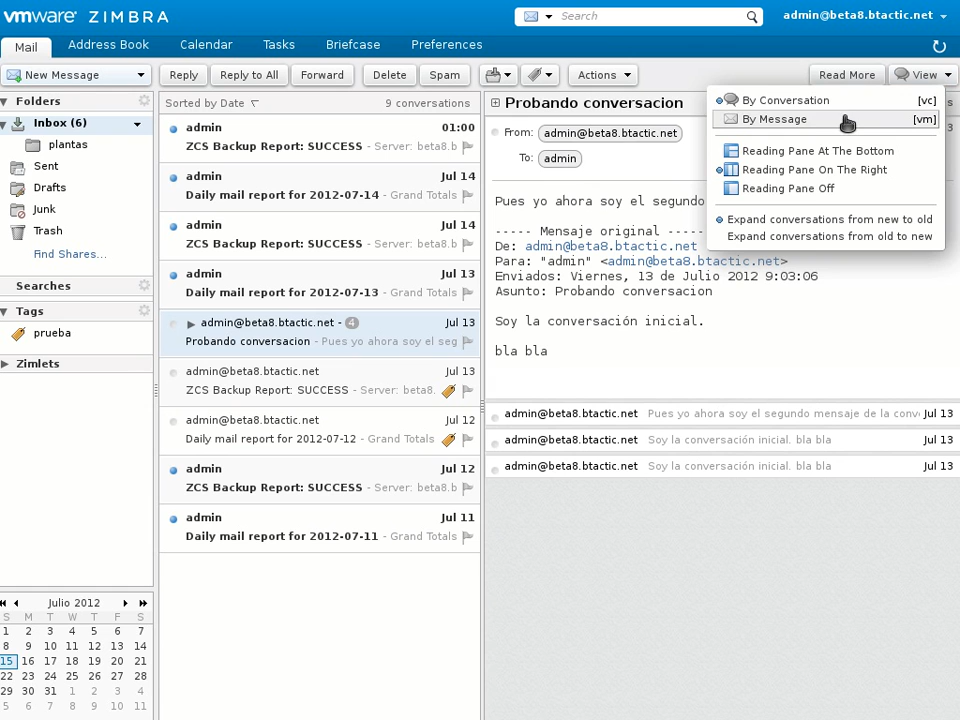 vmware ZIMBRA
Search
admin@beta8.btactic.net
Mail
Address Book
Calendar
Tasks
Briefcase
Preferences
New Message
Reply
Reply to All
Forward
Delete
Spam
Actions
Read More
View
Folders
Inbox (6)
plantas
Sent
Drafts
Junk
Trash
Find Shares...
Searches
Tags
prueba
Zimlets
Julio 2012
S M T W T F S
1 2 3 4 5 6 7
8 9 10 11 12 13 14
15 16 17 18 19 20 21
22 23 24 25 26 27 28
29 30 31 1 2 3 4
5 6 7 8 9 10 11
Sorted by Date
9 conversations
admin 01:00
ZCS Backup Report: SUCCESS - Server: beta8.b
admin Jul 14
Daily mail report for 2012-07-14 - Grand Totals
admin Jul 14
ZCS Backup Report: SUCCESS - Server: beta8.b
admin Jul 13
Daily mail report for 2012-07-13 - Grand Totals
admin@beta8.btactic.net - 4 Jul 13
Probando conversacion - Pues yo ahora soy el seg
admin@beta8.btactic.net Jul 13
ZCS Backup Report: SUCCESS - Server: beta8.
admin@beta8.btactic.net Jul 12
Daily mail report for 2012-07-12 - Grand Totals
admin Jul 12
ZCS Backup Report: SUCCESS - Server: beta8.b
admin Jul 11
Daily mail report for 2012-07-11 - Grand Totals
Probando conversacion
From: admin@beta8.btactic.net
To: admin
Pues yo ahora soy el segundo
----- Mensaje original -----
De: admin@beta8.btactic.net
Para: "admin" <admin@beta8.btactic.net>
Enviados: Viernes, 13 de Julio 2012 9:03:06
Asunto: Probando conversacion
Soy la conversación inicial.
bla bla
admin@beta8.btactic.net Pues yo ahora soy el segundo mensaje de la conv Jul 13
admin@beta8.btactic.net Soy la conversación inicial. bla bla Jul 13
admin@beta8.btactic.net Soy la conversación inicial. bla bla Jul 13
By Conversation [vc]
By Message [vm]
Reading Pane At The Bottom
Reading Pane On The Right
Reading Pane Off
Expand conversations from new to old
Expand conversations from old to new